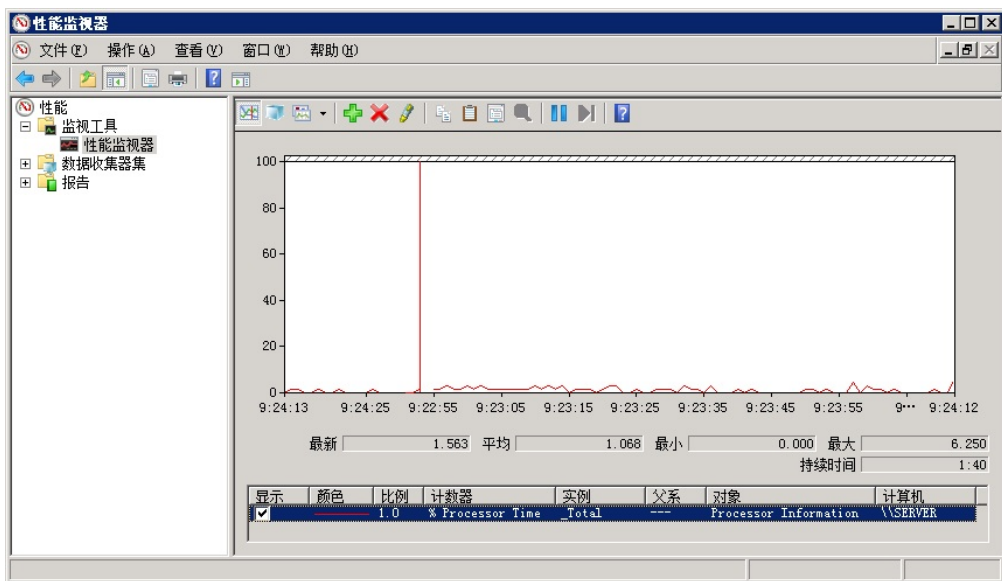 性能监视器
文件(F) 操作(A) 查看(V) 窗口(W) 帮助(H)
性能
监视工具
性能监视器
数据收集器集
报告
100
80
60
40
20
0
9:24:13 9:24:25 9:22:55 9:23:05 9:23:15 9:23:25 9:23:35 9:23:45 9:23:55 9… 9:24:12
最新 1.563 平均 1.068 最小 0.000 最大 6.250
持续时间 1:40
显示 颜色 比例 计数器 实例 父系 对象 计算机
1.0 % Processor Time _Total --- Processor Information \\SERVER